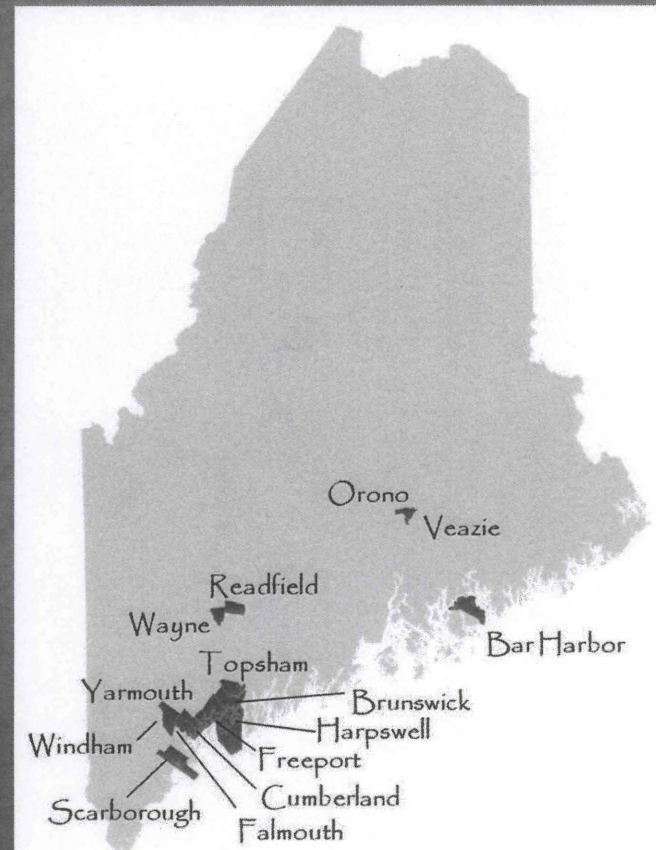 Orono
Veazie
Readfield
Wayne
Bar Harbor
Topsham
Yarmouth
Brunswick
Windham
Harpswell
Freeport
Scarborough
Cumberland
Falmouth